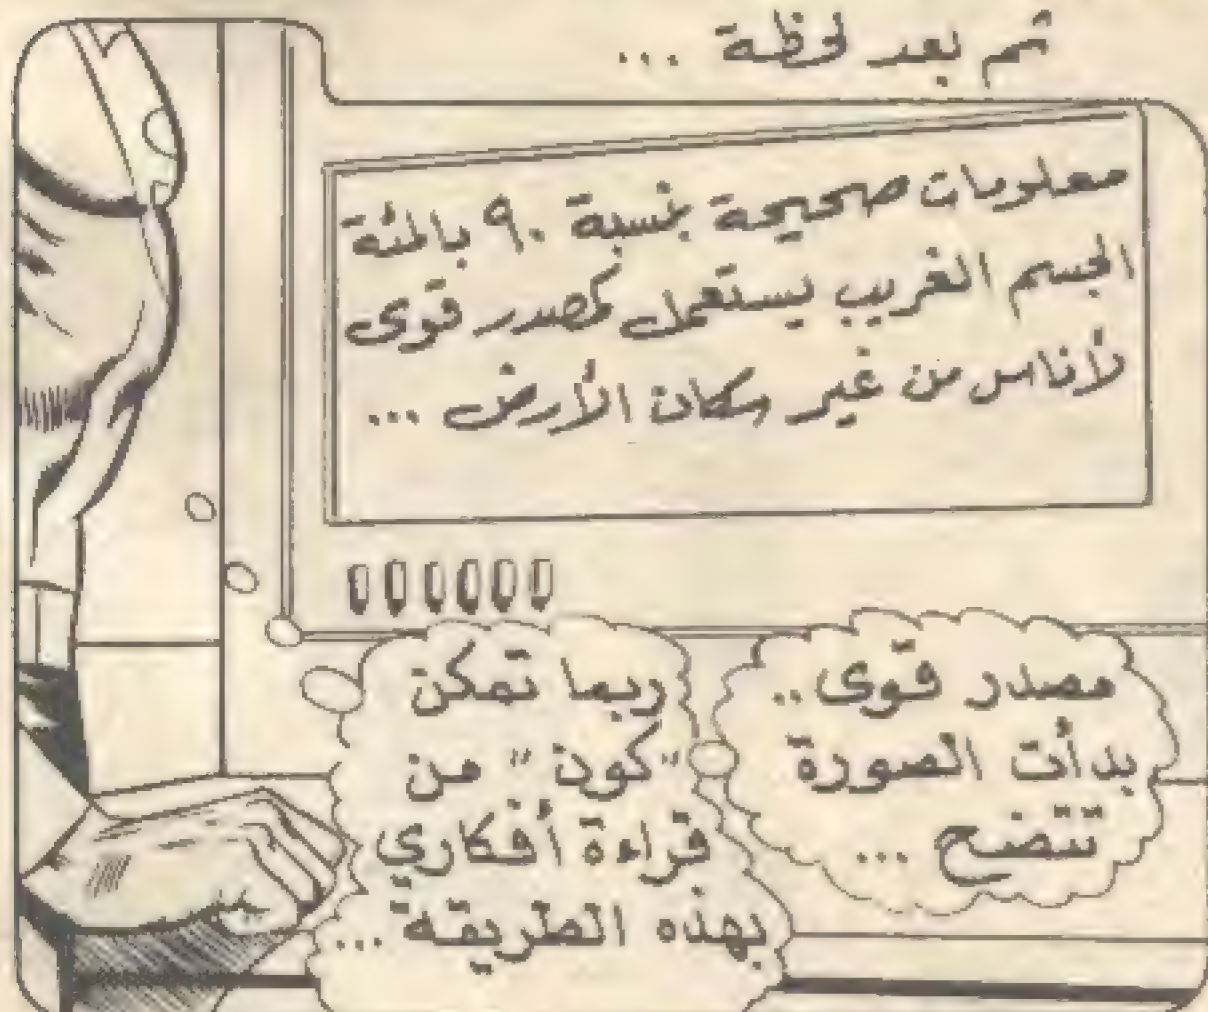 ثم بعد لحظة ...
معلومات صحيحة بنسبة ٩٠ بالمئة
الجسم الغريب يستعمل كمصدر قوى
لأناس من غير سكان الأرض ...
مصدر قوى..
بدأت الصورة
تتضح ...
ربما تمكن
"كون" من
قراءة أفكاري
بهذه الطريقة ...